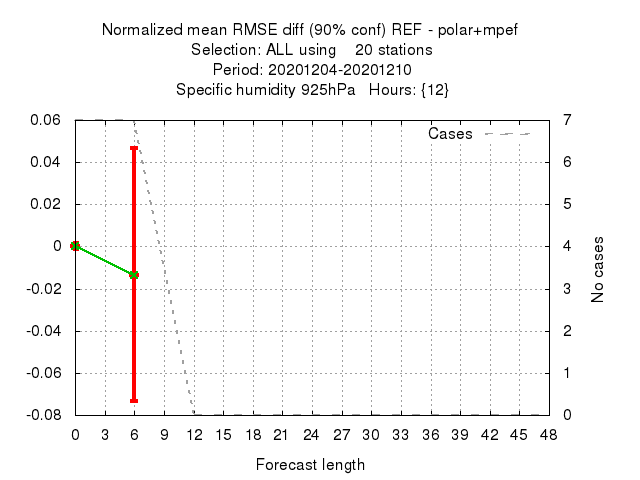 Normalized mean RMSE diff (90% conf) REF - polar+mpef
Selection: ALL using 20 stations
Period: 20201204-20201210
Specific humidity 925hPa Hours: {12}
Cases
0.06
0.04
0.02
0
-0.02
-0.04
-0.06
-0.08
7
6
5
4
3
2
1
0
No cases
0 3 6 9 12 15 18 21 24 27 30 33 36 39 42 45 48
Forecast length